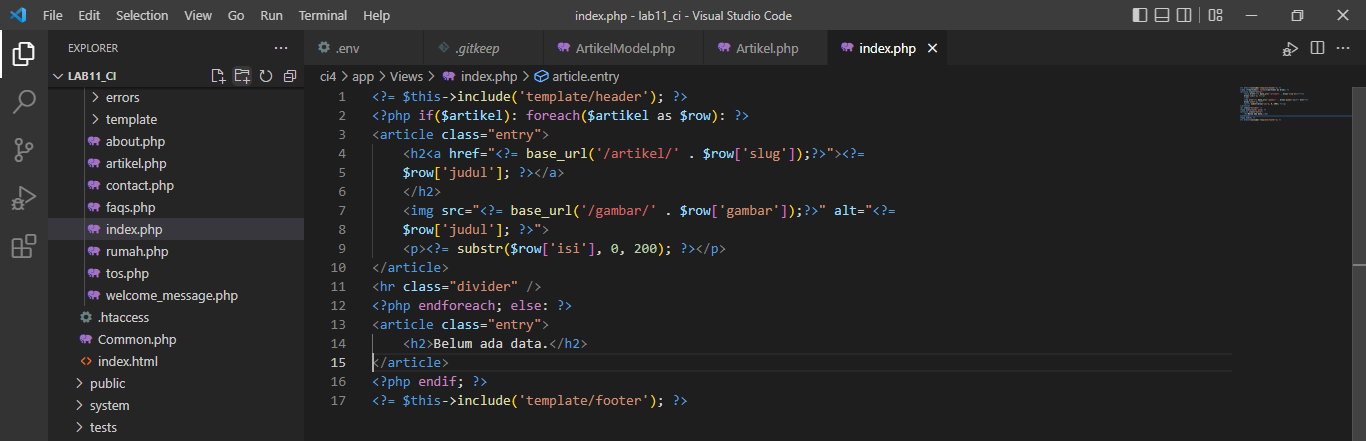 File Edit Selection View Go Run Terminal Help index.php - lab11_ci - Visual Studio Code
EXPLORER
LAB11_CI
errors
template
about.php
artikel.php
contact.php
faqs.php
index.php
rumah.php
tos.php
welcome_message.php
.htaccess
Common.php
index.html
public
system
tests
.env .gitkeep ArtikelModel.php Artikel.php index.php
ci4 > app > Views > index.php > article.entry
1 <?= $this->include('template/header'); ?>
2 <?php if($artikel): foreach($artikel as $row): ?>
3 <article class="entry">
4 <h2<a href="<?= base_url('/artikel/' . $row['slug']);?>"><?=
5 $row['judul']; ?></a>
6 </h2>
7 <img src="<?= base_url('/gambar/' . $row['gambar']);?>" alt="<?=
8 $row['judul']; ?>">
9 <p><?= substr($row['isi'], 0, 200); ?></p>
10 </article>
11 <hr class="divider" />
12 <?php endforeach; else: ?>
13 <article class="entry">
14 <h2>Belum ada data.</h2>
15 </article>
16 <?php endif; ?>
17 <?= $this->include('template/footer'); ?>